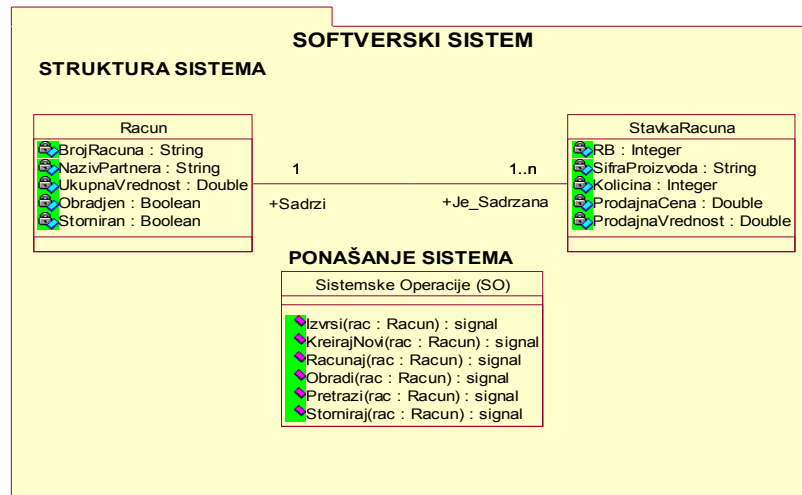 SOFTVERSKI SISTEM
STRUKTURA SISTEMA
Racun
BrojRacuna : String
NazivPartnera : String
UkupnaVrednost : Double
Obradjen : Boolean
Storniran : Boolean
1
1..n
+Sadrzi
+Je_Sadrzana
StavkaRacuna
RB : Integer
SifraProizvoda : String
Kolicina : Integer
ProdajnaCena : Double
ProdajnaVrednost : Double
PONAŠANJE SISTEMA
Sistemske Operacije (SO)
Izvrsi(rac : Racun) : signal
KreirajNovi(rac : Racun) : signal
Racunaj(rac : Racun) : signal
Obradi(rac : Racun) : signal
Pretrazi(rac : Racun) : signal
Storniraj(rac : Racun) : signal